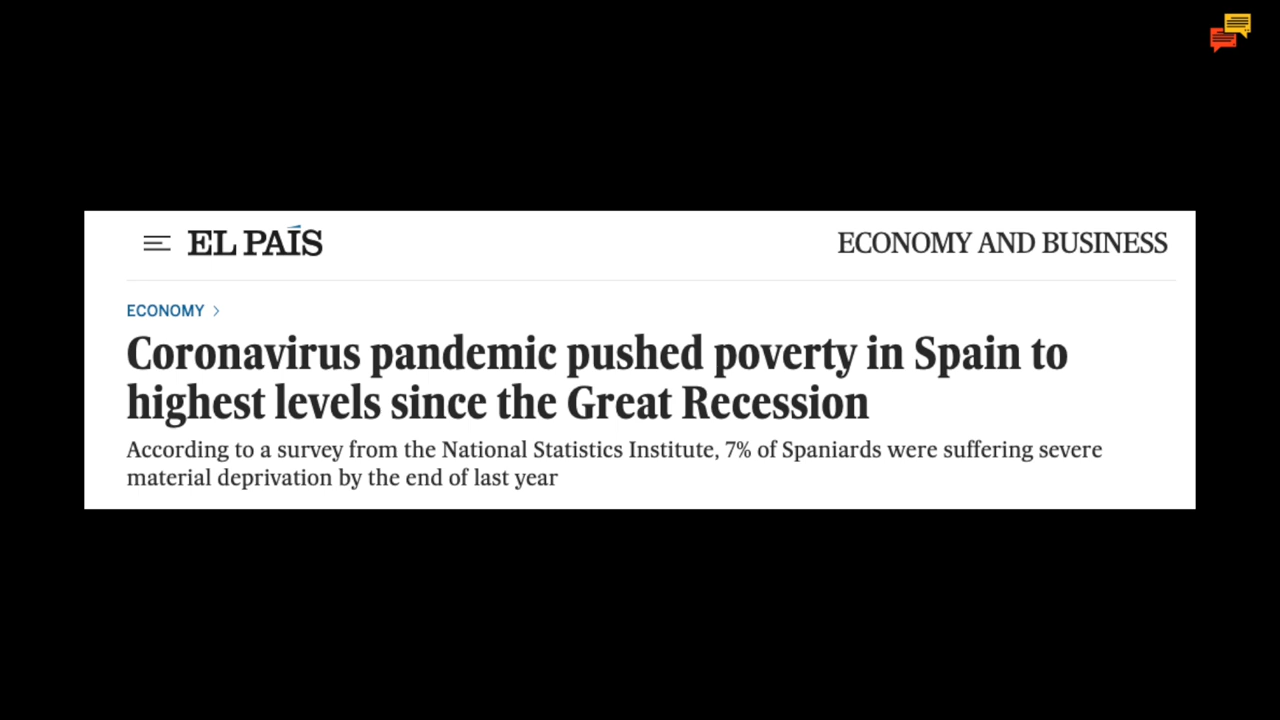 EL PAÍS
ECONOMY AND BUSINESS
ECONOMY
Coronavirus pandemic pushed poverty in Spain to
highest levels since the Great Recession
According to a survey from the National Statistics Institute, 7% of Spaniards were suffering severe
material deprivation by the end of last year